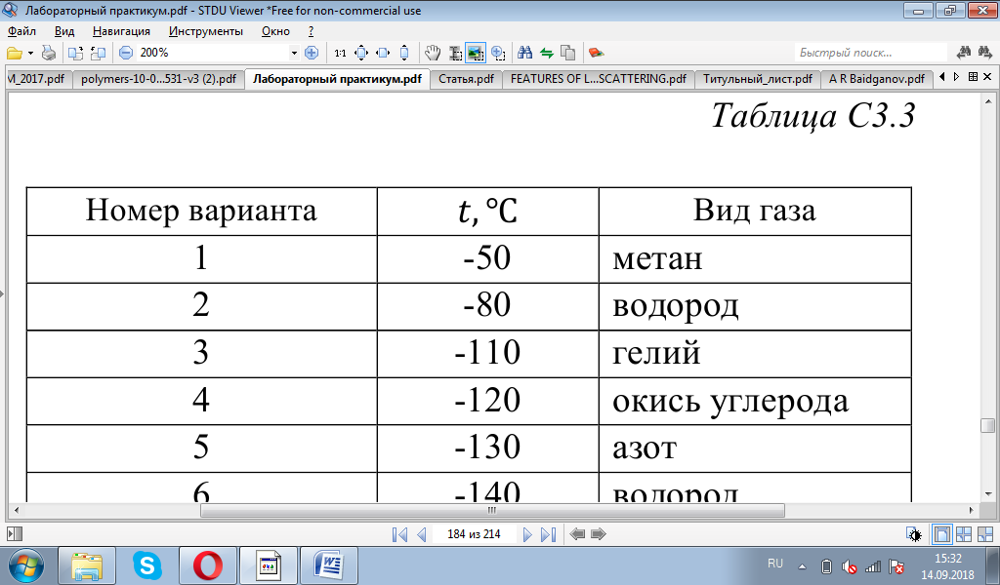 Лабораторный практикум.pdf - STDU Viewer *Free for non-commercial use
Файл Вид Навигация Инструменты Окно ?
200% 1:1 Быстрый поиск...
M_2017.pdf polymers-10-0...531-v3 (2).pdf Лабораторный практикум.pdf Статья.pdf FEATURES OF L...SCATTERING.pdf Титульный_лист.pdf A R Baidganov.pdf
Таблица С3.3
Номер варианта t, °C Вид газа
1 -50 метан
2 -80 водород
3 -110 гелий
4 -120 окись углерода
5 -130 азот
6 -140 водород
184 из 214
RU 15:32
14.09.2018